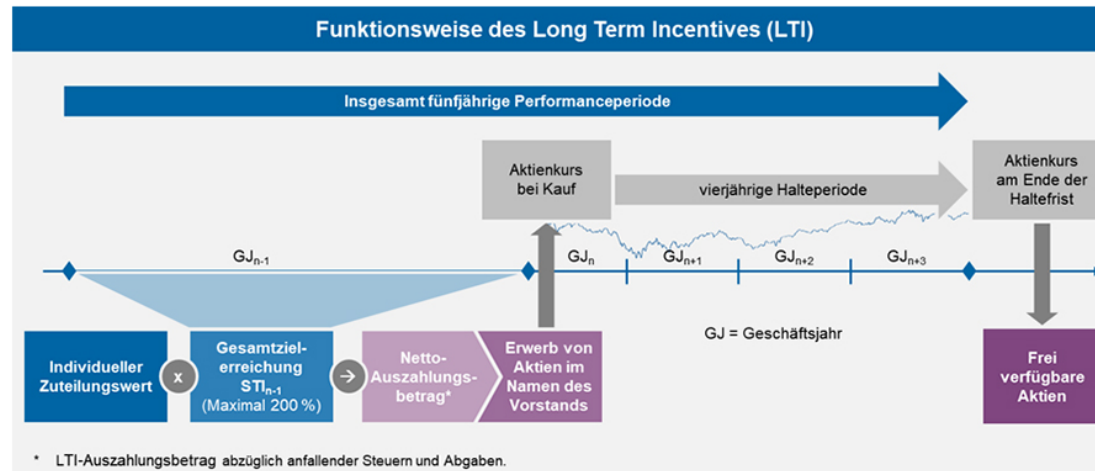 Funktionsweise des Long Term Incentives (LTI)
Insgesamt fünfjährige Performanceperiode
Aktienkurs
bei Kauf
vierjährige Halteperiode
Aktienkurs
am Ende der
Haltefrist
GJn-1
GJn
GJn+1
GJn+2
GJn+3
GJ = Geschäftsjahr
Individueller
Zuteilungswert
x
Gesamtziel-
erreichung
STIn-1
(Maximal 200 %)
→
Netto-
Auszahlungs-
betrag*
Erwerb von
Aktien im
Namen des
Vorstands
Frei
verfügbare
Aktien
* LTI-Auszahlungsbetrag abzüglich anfallender Steuern und Abgaben.